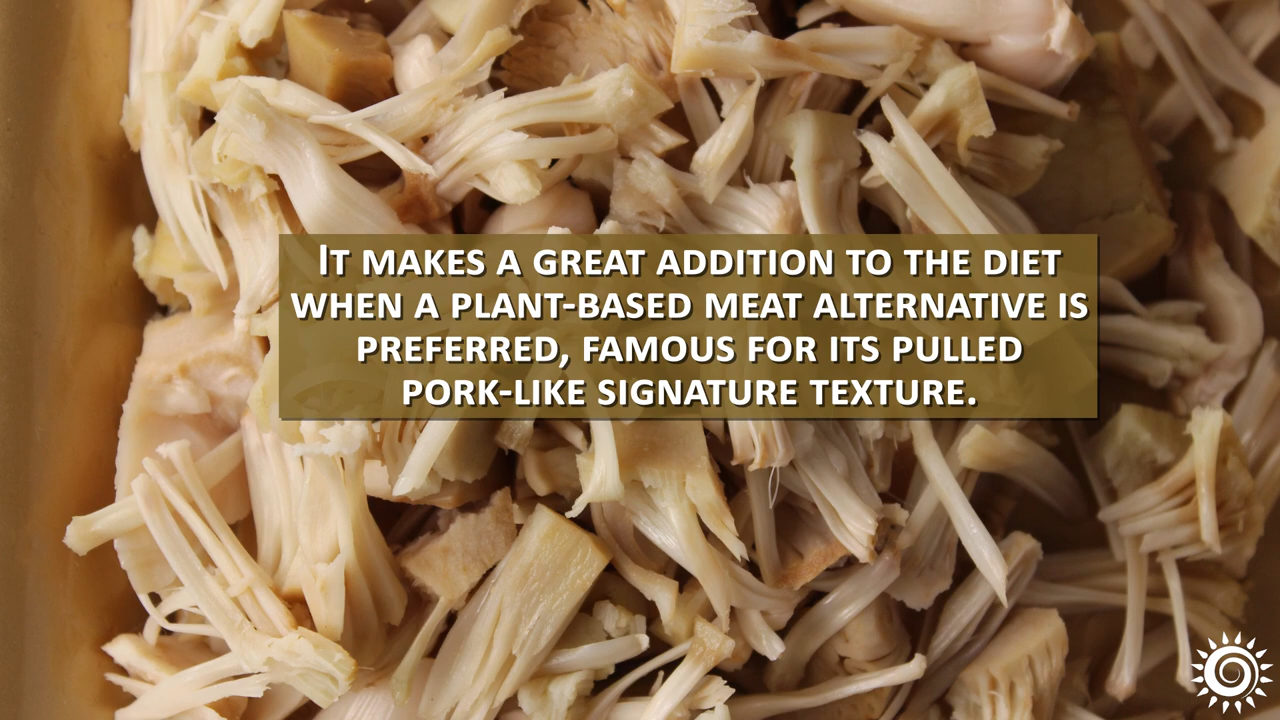 It makes a great addition to the diet
when a plant-based meat alternative is
preferred, famous for its pulled
pork-like signature texture.